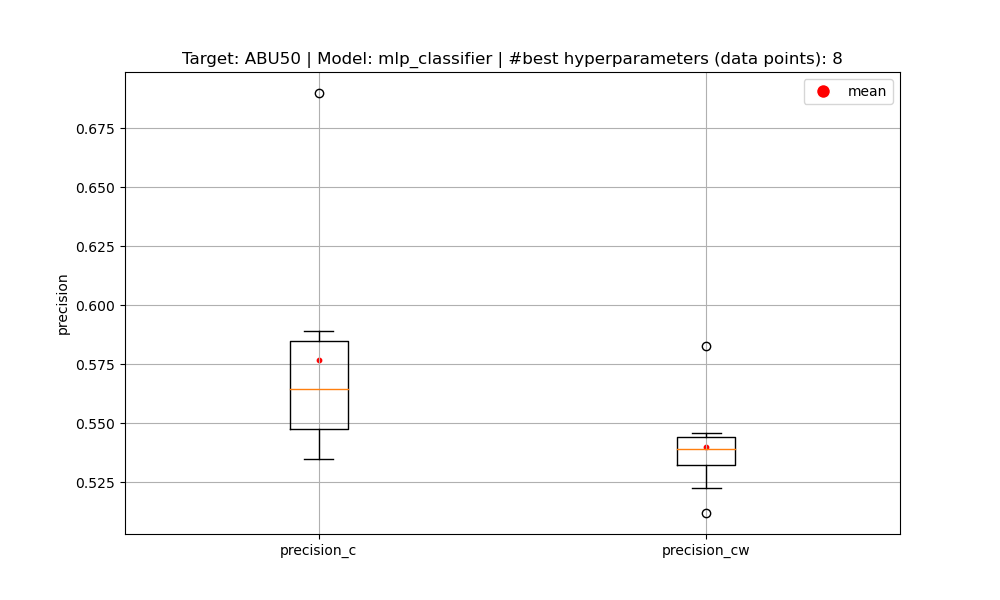 Target: ABU50 | Model: mlp_classifier | #best hyperparameters (data points): 8
mean
precision
0.675
0.650
0.625
0.600
0.575
0.550
0.525
precision_c
precision_cw